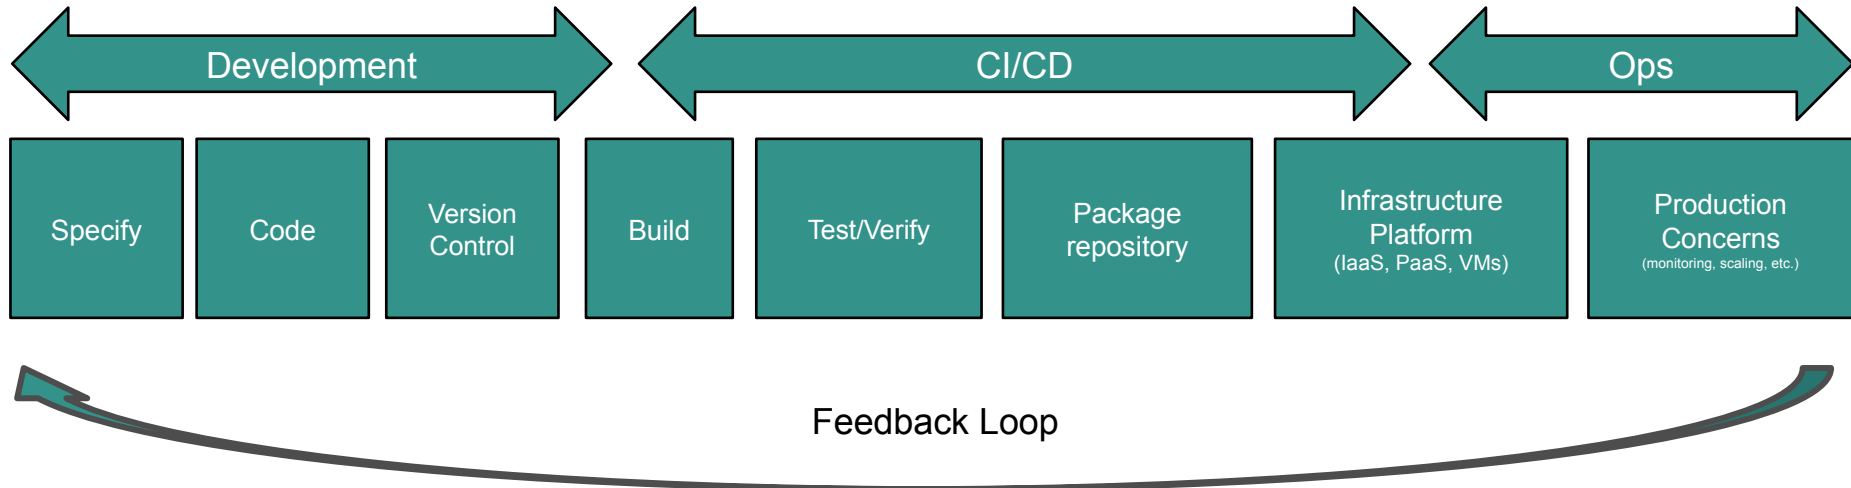 Development
CI/CD
Ops
Specify
Code
Version
Control
Build
Test/Verify
Package
repository
Infrastructure
Platform
(IaaS, PaaS, VMs)
Production
Concerns
(monitoring, scaling, etc.)
Feedback Loop